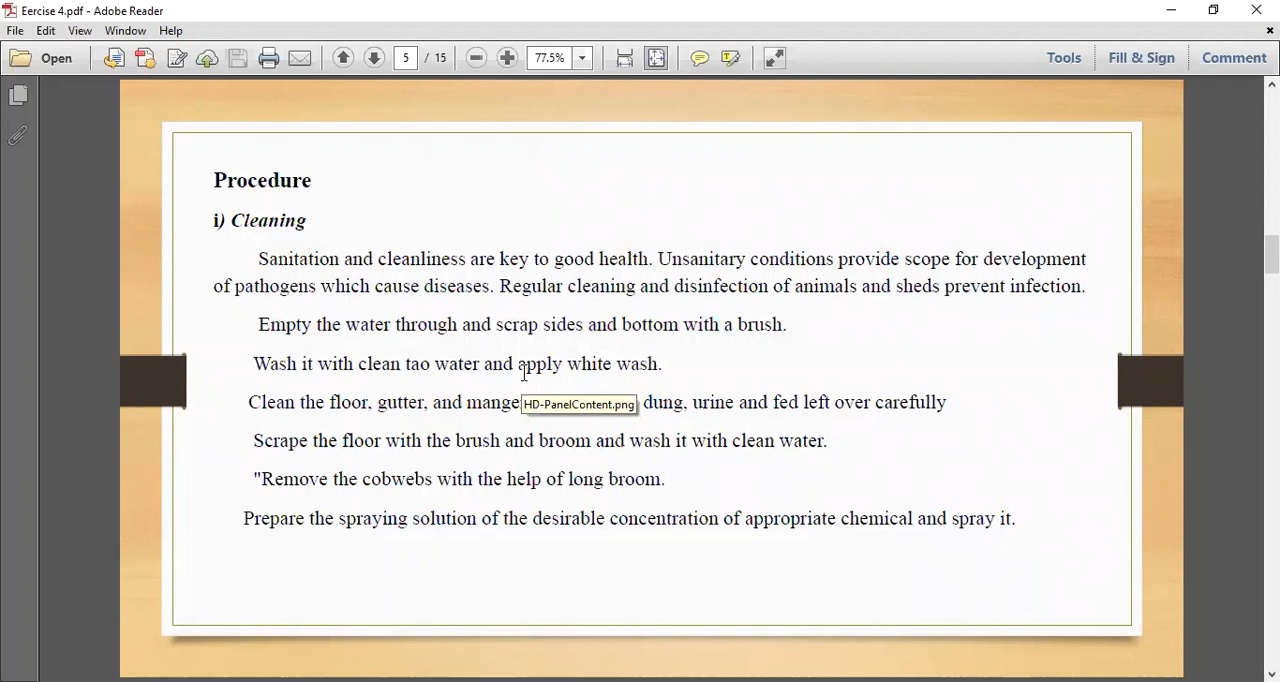 Eercise 4.pdf - Adobe Reader
File Edit View Window Help
Open 5 / 15 77.5% Tools Fill & Sign Comment
Procedure
i) Cleaning
Sanitation and cleanliness are key to good health. Unsanitary conditions provide scope for development
of pathogens which cause diseases. Regular cleaning and disinfection of animals and sheds prevent infection.
Empty the water through and scrap sides and bottom with a brush.
Wash it with clean tao water and apply white wash.
Clean the floor, gutter, and mange HD-PanelContent.png dung, urine and fed left over carefully
Scrape the floor with the brush and broom and wash it with clean water.
"Remove the cobwebs with the help of long broom.
Prepare the spraying solution of the desirable concentration of appropriate chemical and spray it.